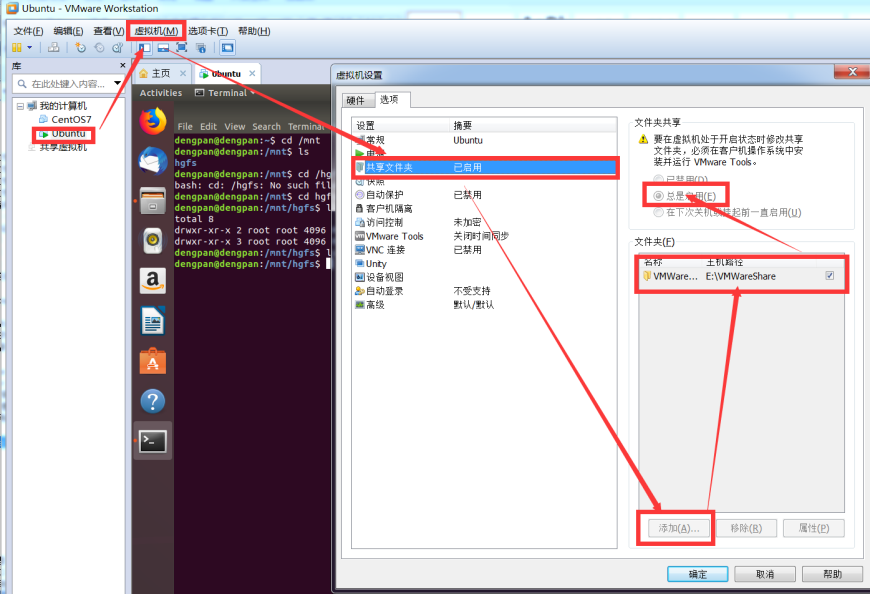 Ubuntu - VMware Workstation
文件(F) 编辑(E) 查看(V) 虚拟机(M) 选项卡(T) 帮助(H)
库
在此处键入内容...
我的计算机
CentOS7
Ubuntu
共享虚拟机
主页 Ubuntu
Activities Terminal
File Edit View Search Terminal
dengpan@dengpan:~$ cd /mnt
dengpan@dengpan:/mnt$ ls
hgfs
dengpan@dengpan:/mnt$ cd /hg
bash: cd: /hgfs: No such fil
dengpan@dengpan:/mnt$ cd hgf
dengpan@dengpan:/mnt/hgfs$ l
total 8
drwxr-xr-x 2 root root 4096
drwxr-xr-x 3 root root 4096
dengpan@dengpan:/mnt/hgfs$ l
dengpan@dengpan:/mnt/hgfs$
虚拟机设置
硬件 选项
设置 摘要
常规 Ubuntu
电源
共享文件夹 已启用
快照
自动保护 已禁用
客户机隔离
访问控制 未加密
VMware Tools 关闭时间同步
VNC 连接 已禁用
Unity
设备视图
自动登录 不受支持
高级 默认/默认
文件夹共享
要在虚拟机处于开启状态时修改共享
文件夹，必须在客户机操作系统中安
装并运行 VMware Tools。
已禁用(D)
总是启用(E)
在下次关机或挂起前一直启用(U)
文件夹(F)
名称 主机路径
VMWare... E:\VMWareShare
添加(A)... 移除(R) 属性(P)
确定 取消 帮助